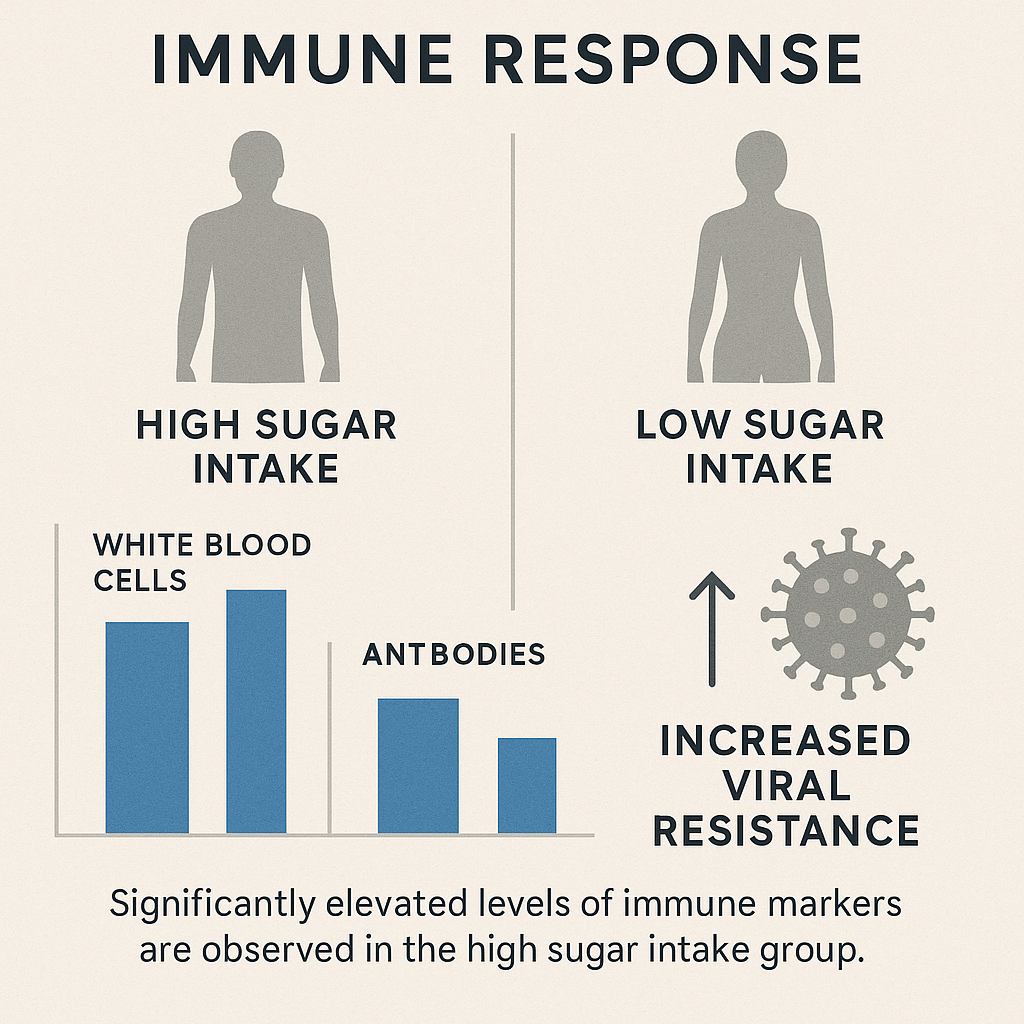 IMMUNE RESPONSE
HIGH SUGAR
INTAKE
LOW SUGAR
INTAKE
WHITE BLOOD
CELLS
ANTBODIES
INCREASED
VIRAL
RESISTANCE
Significantly elevated levels of immune markers
are observed in the high sugar intake group.